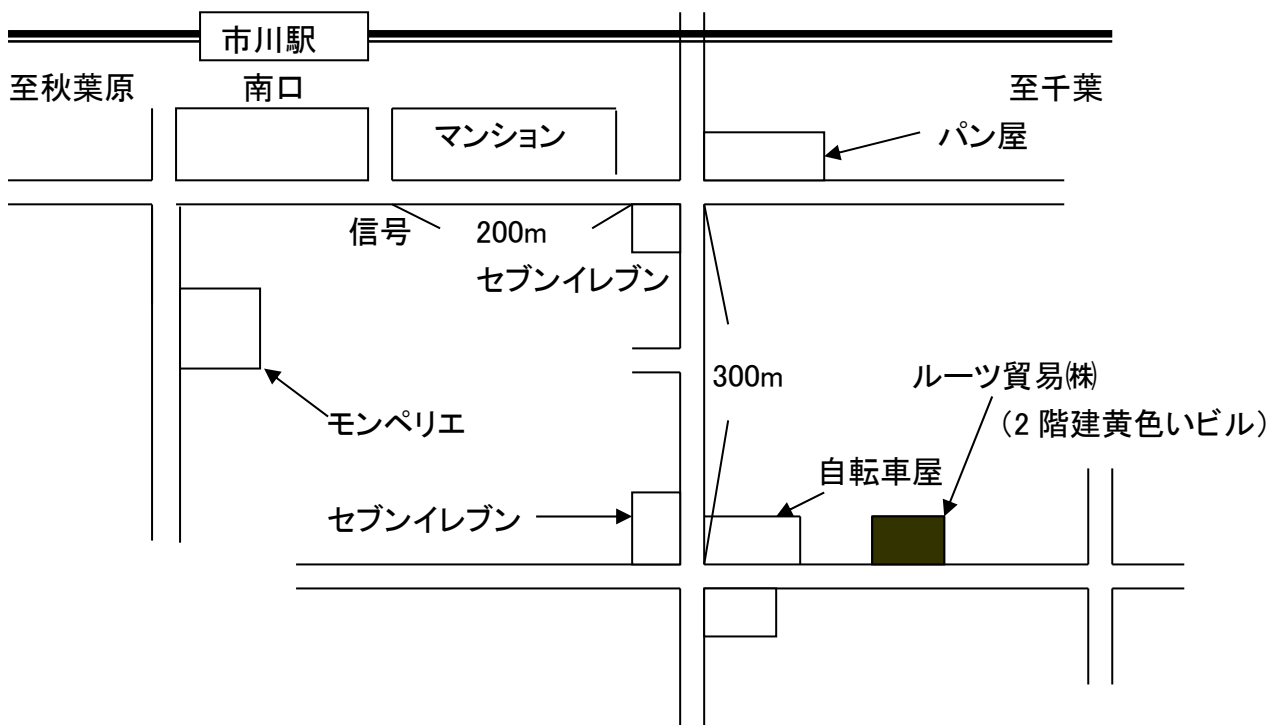 市川駅
至秋葉原
南口
至千葉
マンション
パン屋
信号
200m
セブンイレブン
300m
ルーツ貿易㈱
（2 階建黄色いビル）
モンペリエ
自転車屋
セブンイレブン